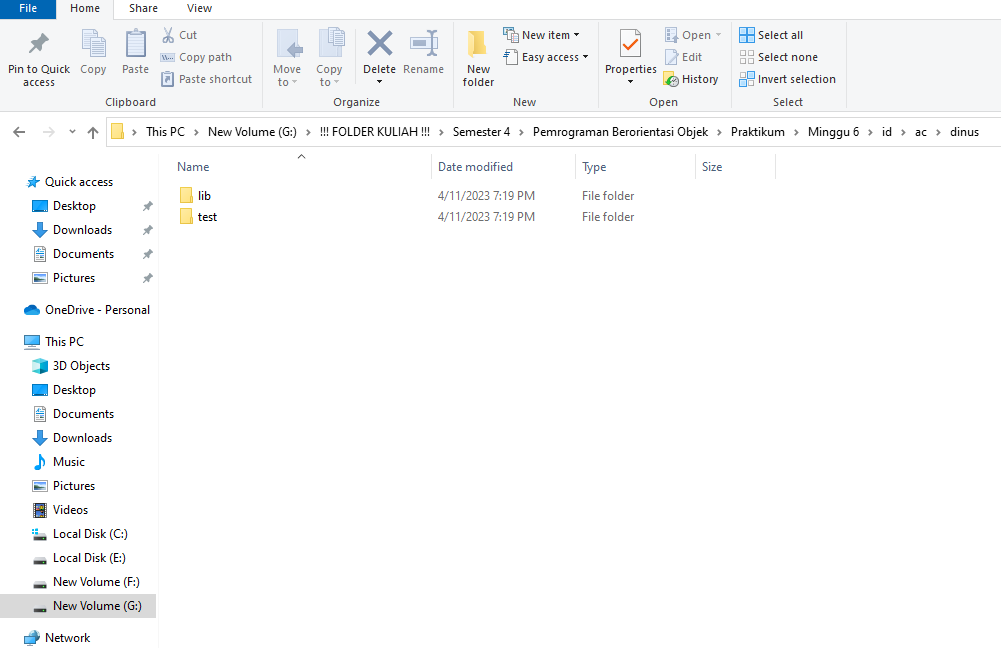 File Home Share View
Pin to Quick access
Copy
Paste
Cut
Copy path
Paste shortcut
Clipboard
Move to
Copy to
Delete
Rename
Organize
New folder
New item
Easy access
New
Properties
Open
Edit
History
Open
Select all
Select none
Invert selection
Select
This PC > New Volume (G:) > !!! FOLDER KULIAH !!! > Semester 4 > Pemrograman Berorientasi Objek > Praktikum > Minggu 6 > id > ac > dinus
Quick access
Desktop
Downloads
Documents
Pictures
OneDrive - Personal
This PC
3D Objects
Desktop
Documents
Downloads
Music
Pictures
Videos
Local Disk (C:)
Local Disk (E:)
New Volume (F:)
New Volume (G:)
Network
Name Date modified Type Size
lib 4/11/2023 7:19 PM File folder
test 4/11/2023 7:19 PM File folder